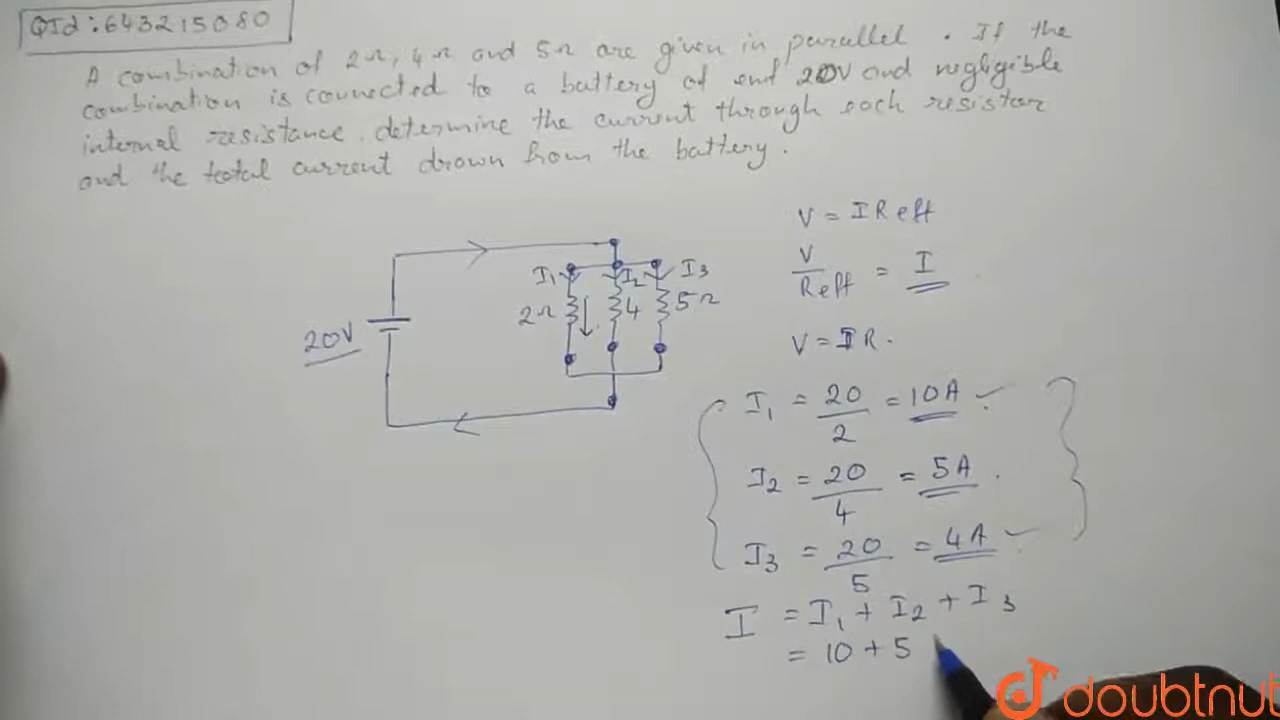 QId:643215080
A combination of 2Ω, 4Ω and 5Ω are given in parallel. If the
combination is connected to a battery of emf 20V and negligible
internal resistance. determine the current through each resistor
and the total current drawn from the battery.
V = I Reff
V/Reff = I
V = IR.
20V
I₁ I₂ I₃
2Ω 4 5Ω
I₁ = 20/2 = 10A
I₂ = 20/4 = 5A.
I₃ = 20/5 = 4A
I = I₁ + I₂ + I₃
= 10 + 5
doubtnut